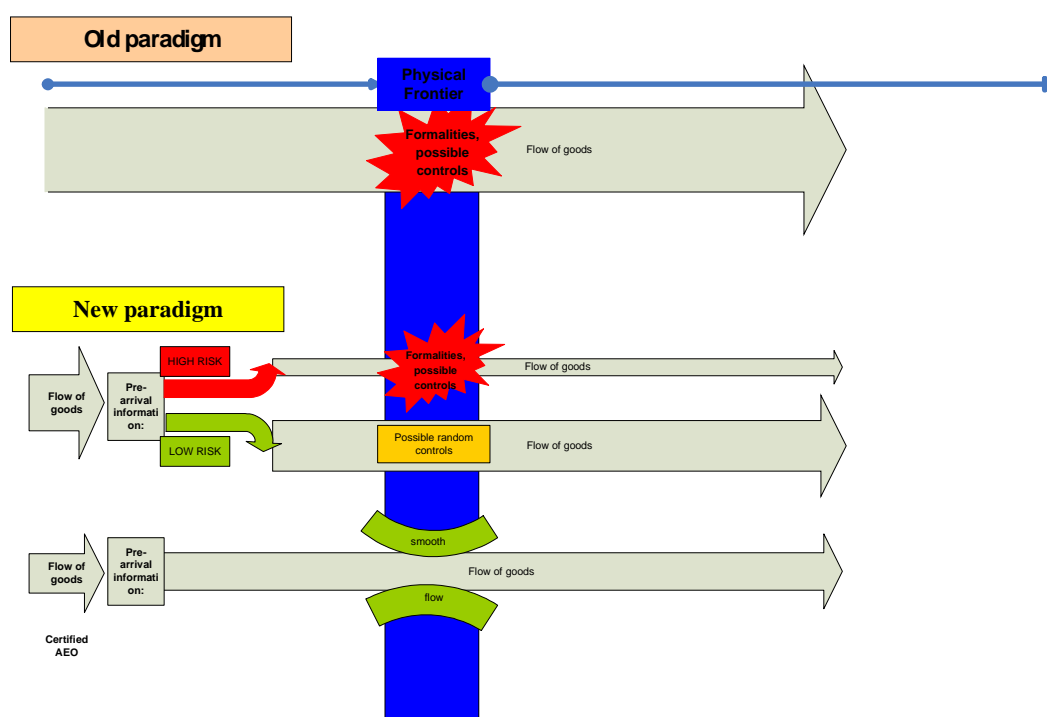 Old paradigm
Physical
Frontier
Formalities,
possible
controls
Flow of goods
New paradigm
HIGH RISK
Flow of
goods
Pre-
arrival
informati
on:
LOW RISK
Formalities,
possible
controls
Flow of goods
Possible random
controls
Flow of goods
smooth
Flow of
goods
Pre-
arrival
informati
on:
Flow of goods
flow
Certified
AEO